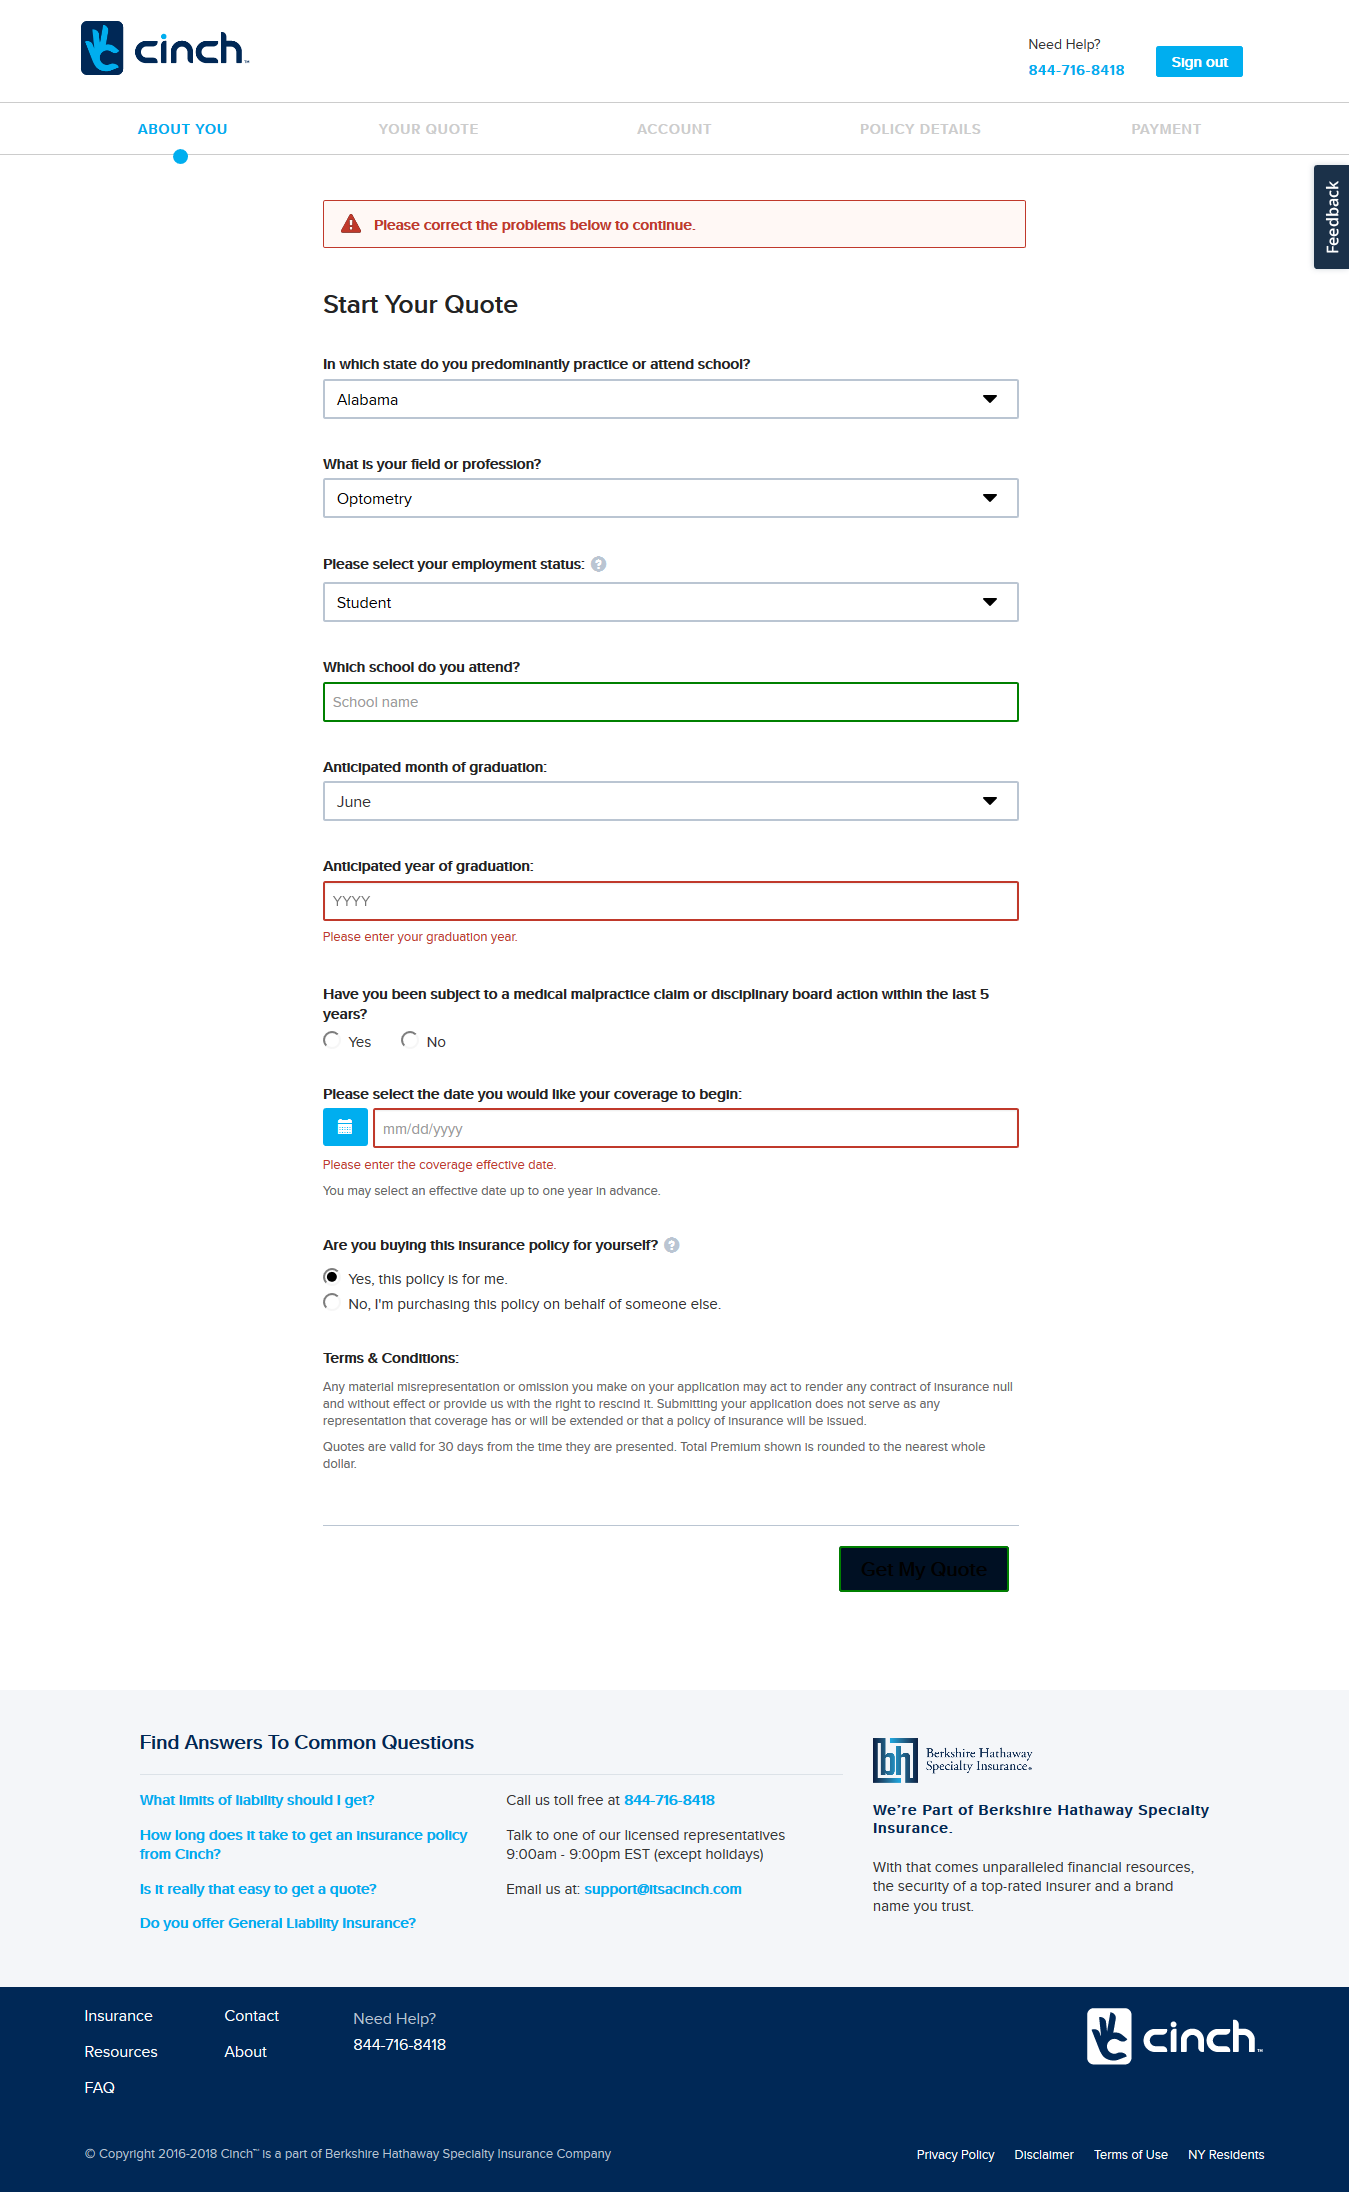 cinch™
Need Help?
844-716-8418
Sign out
ABOUT YOU
YOUR QUOTE
ACCOUNT
POLICY DETAILS
PAYMENT
Feedback
Please correct the problems below to continue.
Start Your Quote
In which state do you predominantly practice or attend school?
Alabama
What is your field or profession?
Optometry
Please select your employment status: ?
Student
Which school do you attend?
School name
Anticipated month of graduation:
June
Anticipated year of graduation:
YYYY
Please enter your graduation year.
Have you been subject to a medical malpractice claim or disciplinary board action within the last 5
years?
Yes No
Please select the date you would like your coverage to begin:
mm/dd/yyyy
Please enter the coverage effective date.
You may select an effective date up to one year in advance.
Are you buying this insurance policy for yourself? ?
Yes, this policy is for me.
No, I'm purchasing this policy on behalf of someone else.
Terms & Conditions:
Any material misrepresentation or omission you make on your application may act to render any contract of insurance null
and without effect or provide us with the right to rescind it. Submitting your application does not serve as any
representation that coverage has or will be extended or that a policy of insurance will be issued.
Quotes are valid for 30 days from the time they are presented. Total Premium shown is rounded to the nearest whole
dollar.
Get My Quote
Find Answers To Common Questions
What limits of liability should I get?
How long does it take to get an insurance policy
from Cinch?
Is it really that easy to get a quote?
Do you offer General Liability Insurance?
Call us toll free at 844-716-8418
Talk to one of our licensed representatives
9:00am - 9:00pm EST (except holidays)
Email us at: support@itsacinch.com
bh
Berkshire Hathaway
Specialty Insurance®
We're Part of Berkshire Hathaway Specialty
Insurance.
With that comes unparalleled financial resources,
the security of a top-rated insurer and a brand
name you trust.
Insurance
Resources
FAQ
Contact
About
Need Help?
844-716-8418
cinch™
© Copyright 2016-2018 Cinch™ is a part of Berkshire Hathaway Specialty Insurance Company
Privacy Policy Disclaimer Terms of Use NY Residents